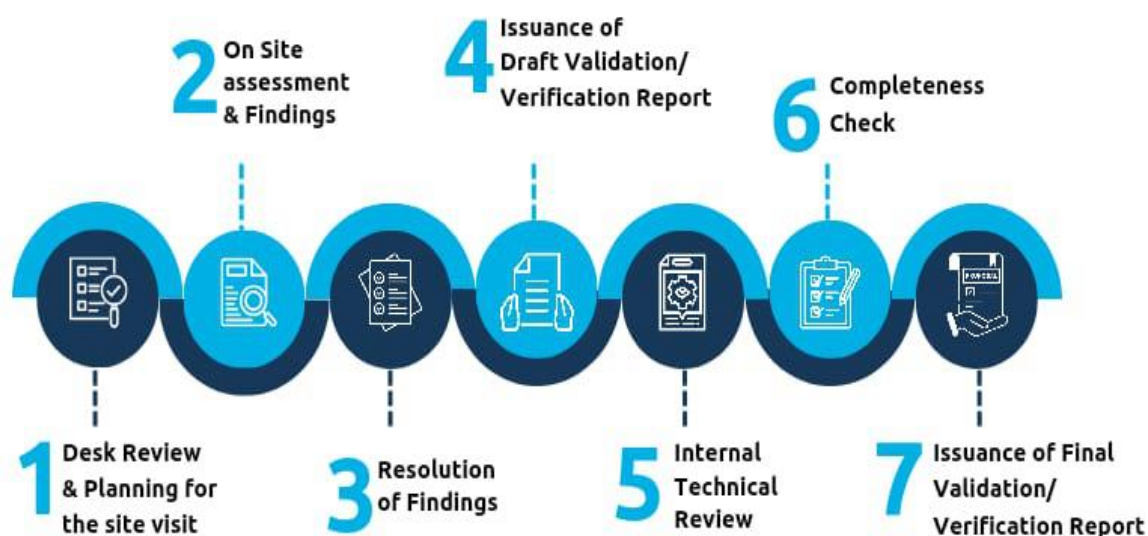 1
Desk Review
& Planning for
the site visit
2
On Site
assessment
& Findings
3
Resolution
of Findings
4
Issuance of
Draft Validation/
Verification Report
5
Internal
Technical
Review
6
Completeness
Check
7
Issuance of Final
Validation/
Verification Report